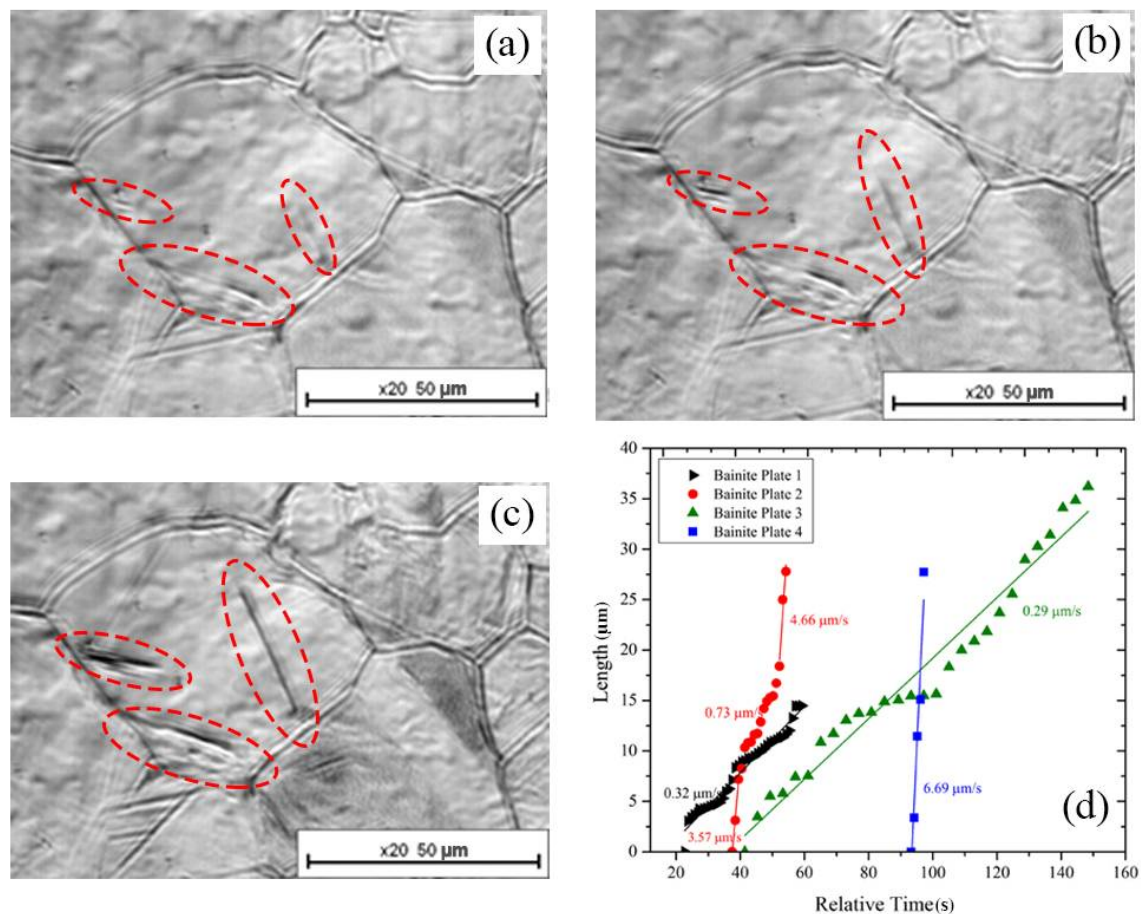 (a)
x20 50 µm
(b)
x20 50 µm
(c)
x20 50 µm
40
35
30
25
20
15
10
5
0
Length (µm)
Bainite Plate 1
Bainite Plate 2
Bainite Plate 3
Bainite Plate 4
4.66 µm/s
0.73 µm/s
0.32 µm/s
3.57 µm/s
0.29 µm/s
6.69 µm/s
(d)
20 40 60 80 100 120 140 160
Relative Time(s)